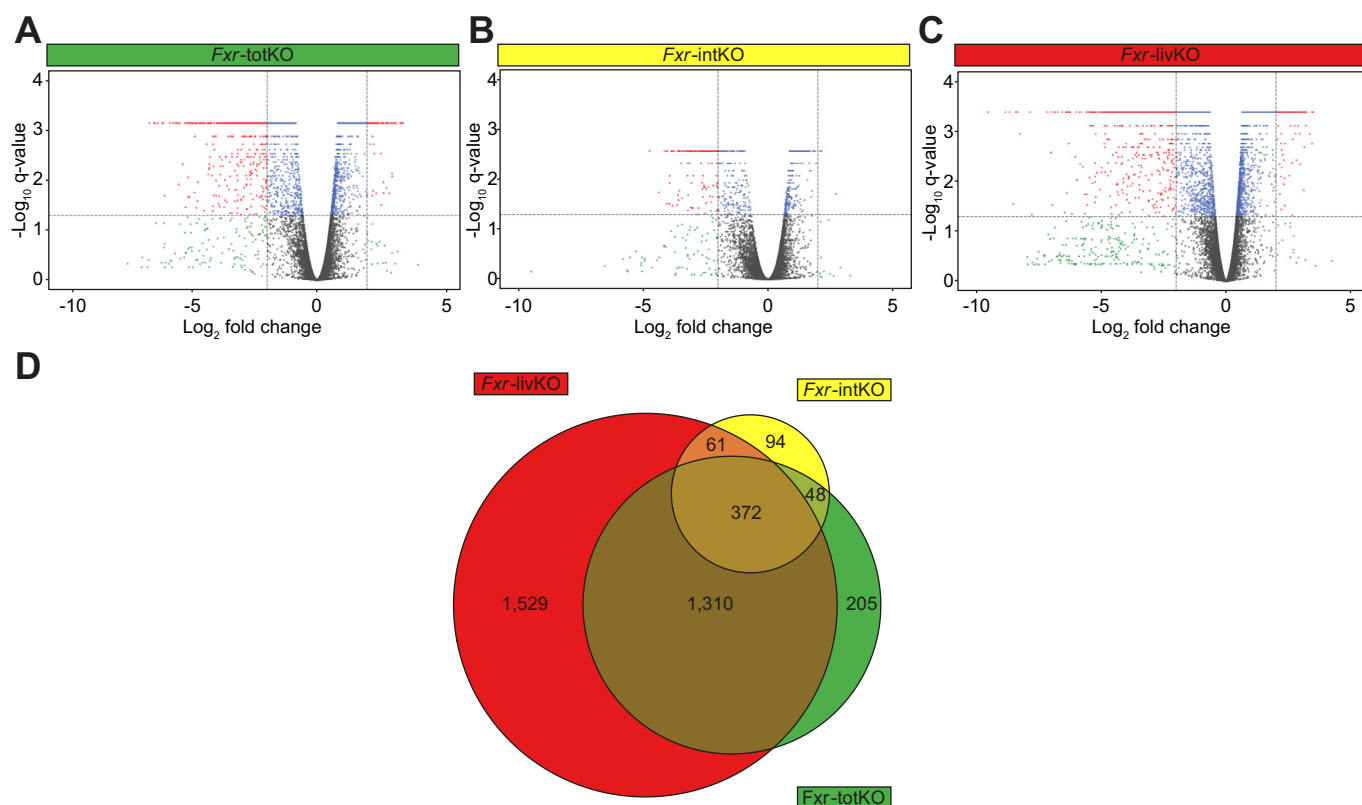 A
Fxr-totKO
4
3
2
1
0
-Log10 q-value
-10
-5
0
5
Log2 fold change
B
Fxr-intKO
4
3
2
1
0
-Log10 q-value
-10
-5
0
5
Log2 fold change
C
Fxr-livKO
4
3
2
1
0
-Log10 q-value
-10
-5
0
5
Log2 fold change
D
Fxr-livKO
Fxr-intKO
61
94
48
372
1,529
1,310
205
Fxr-totKO